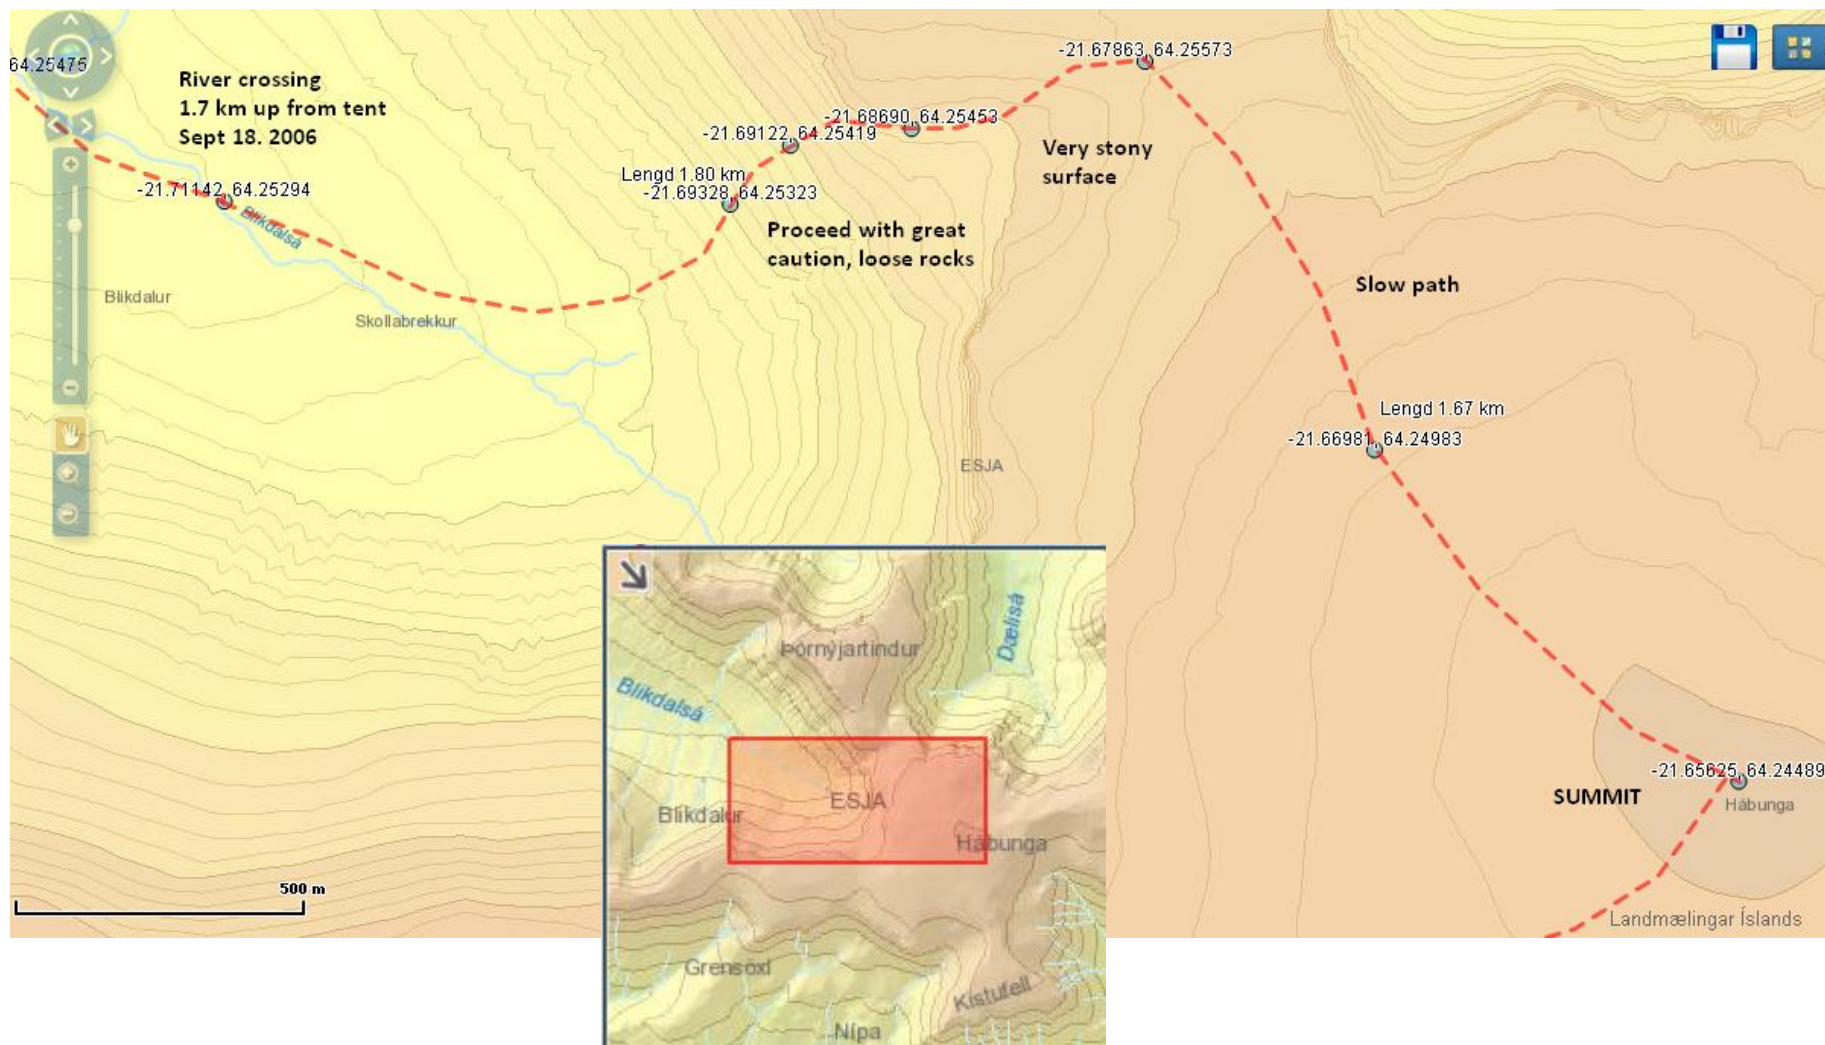 64.25475
River crossing
1.7 km up from tent
Sept 18. 2006
-21.71142, 64.25294
Blikdalsá
Blikdalur
Skollabrekkur
-21.67863, 64.25573
-21.68690, 64.25453
-21.69122, 64.25419
Lengd 1.80 km
-21.69328, 64.25323
Very stony
surface
Proceed with great
caution, loose rocks
Slow path
Lengd 1.67 km
-21.66981, 64.24983
ESJA
-21.65625, 64.24489
SUMMIT
Hábunga
500 m
Landmælingar Íslands
Þórnýjartindur
Dælisá
Blikdalsá
ESJA
Blikdalur
Hábunga
Grensöxl
Kistufell
Nípa